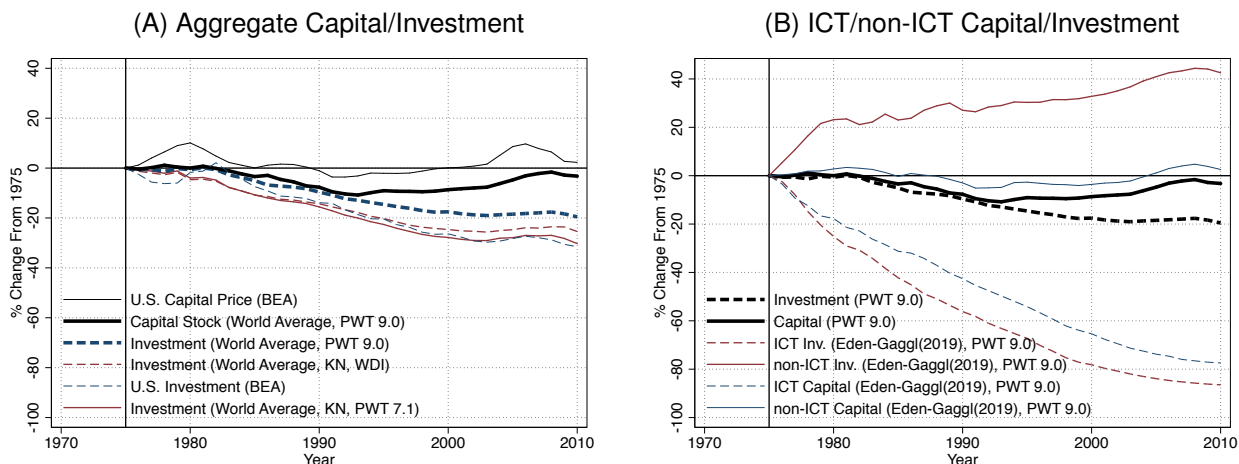 (A) Aggregate Capital/Investment
% Change From 1975
40
20
0
-20
-40
-60
-80
-100
U.S. Capital Price (BEA)
Capital Stock (World Average, PWT 9.0)
Investment (World Average, PWT 9.0)
Investment (World Average, KN, WDI)
U.S. Investment (BEA)
Investment (World Average, KN, PWT 7.1)
1970 1980 1990 2000 2010
Year
(B) ICT/non-ICT Capital/Investment
% Change From 1975
40
20
0
-20
-40
-60
-80
-100
Investment (PWT 9.0)
Capital (PWT 9.0)
ICT Inv. (Eden-Gaggl(2019), PWT 9.0)
non-ICT Inv. (Eden-Gaggl(2019), PWT 9.0)
ICT Capital (Eden-Gaggl(2019), PWT 9.0)
non-ICT Capital (Eden-Gaggl(2019), PWT 9.0)
1970 1980 1990 2000 2010
Year